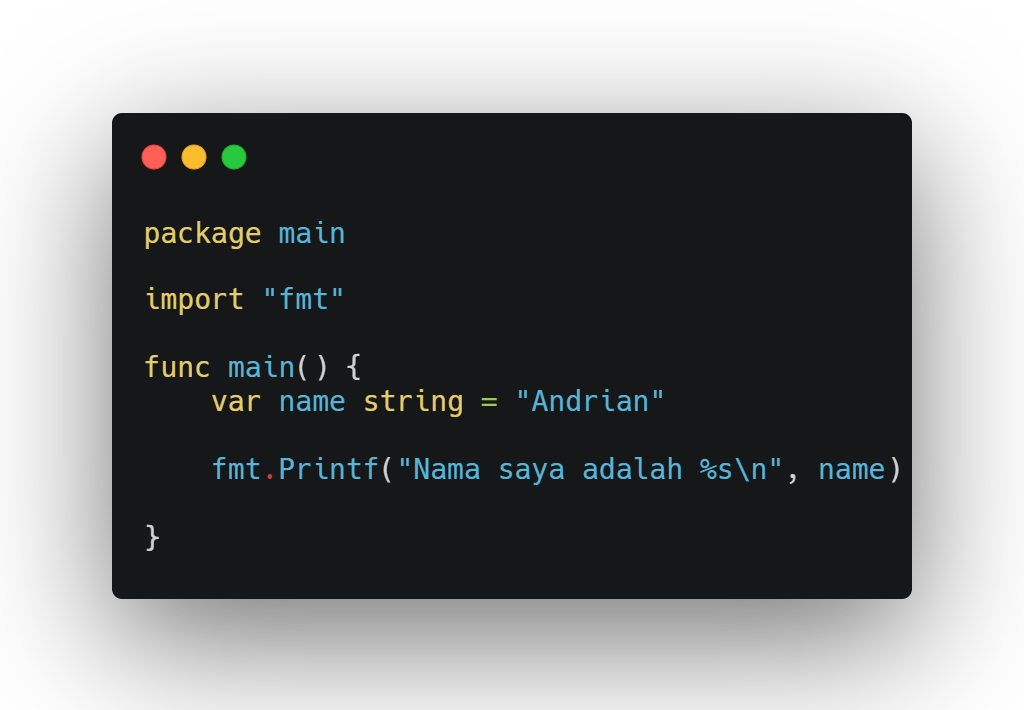 package main
import "fmt"
func main() {
    var name string = "Andrian"
    fmt.Printf("Nama saya adalah %s\n", name)
}